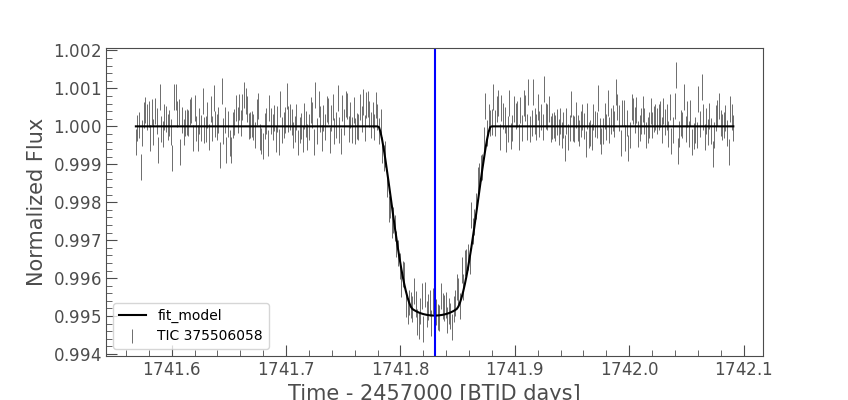 1.002
1.001
1.000
0.999
0.998
0.997
0.996
0.995
0.994
Normalized Flux
fit_model
TIC 375506058
1741.6 1741.7 1741.8 1741.9 1742.0 1742.1
Time - 2457000 [BTJD days]